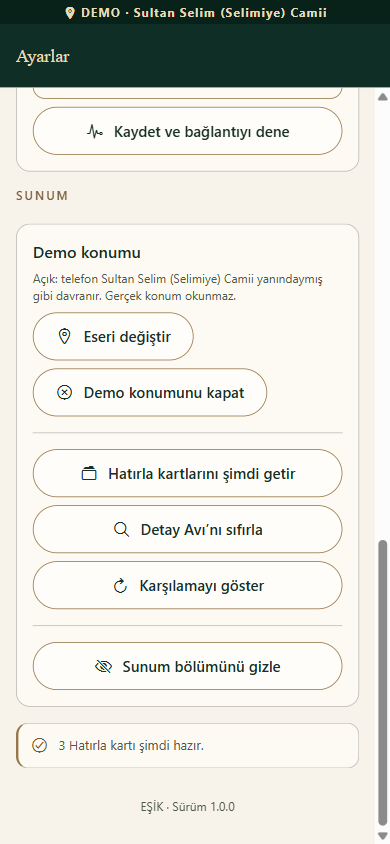 DEMO · Sultan Selim (Selimiye) Camii
Ayarlar
Kaydet ve bağlantıyı dene
SUNUM
Demo konumu
Açık: telefon Sultan Selim (Selimiye) Camii yanındaymış
gibi davranır. Gerçek konum okunmaz.
Eseri değiştir
Demo konumunu kapat
Hatırla kartlarını şimdi getir
Detay Avı’nı sıfırla
Karşılamayı göster
Sunum bölümünü gizle
3 Hatırla kartı şimdi hazır.
EŞİK · Sürüm 1.0.0